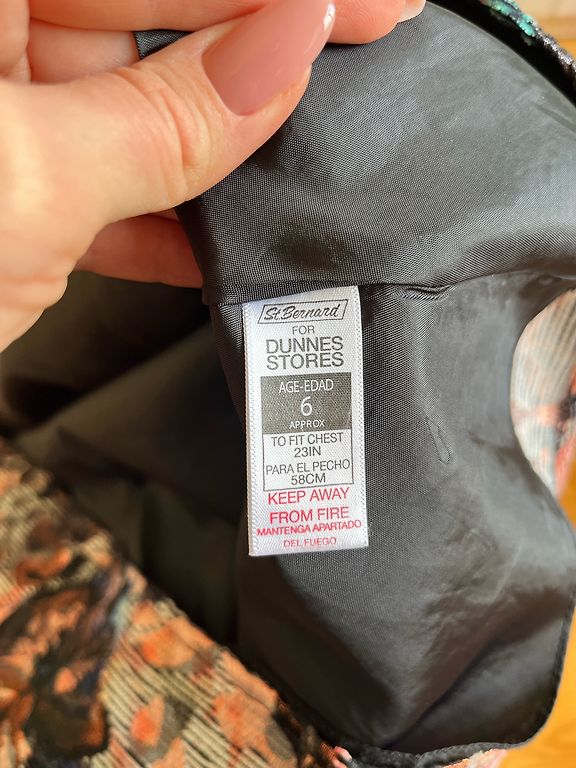 St.Bernard
FOR
DUNNES
STORES
AGE-EDAD
6
APPROX
TO FIT CHEST
23IN
PARA EL PECHO
58CM
KEEP AWAY
FROM FIRE
MANTENGA APARTADO
DEL FUEGO